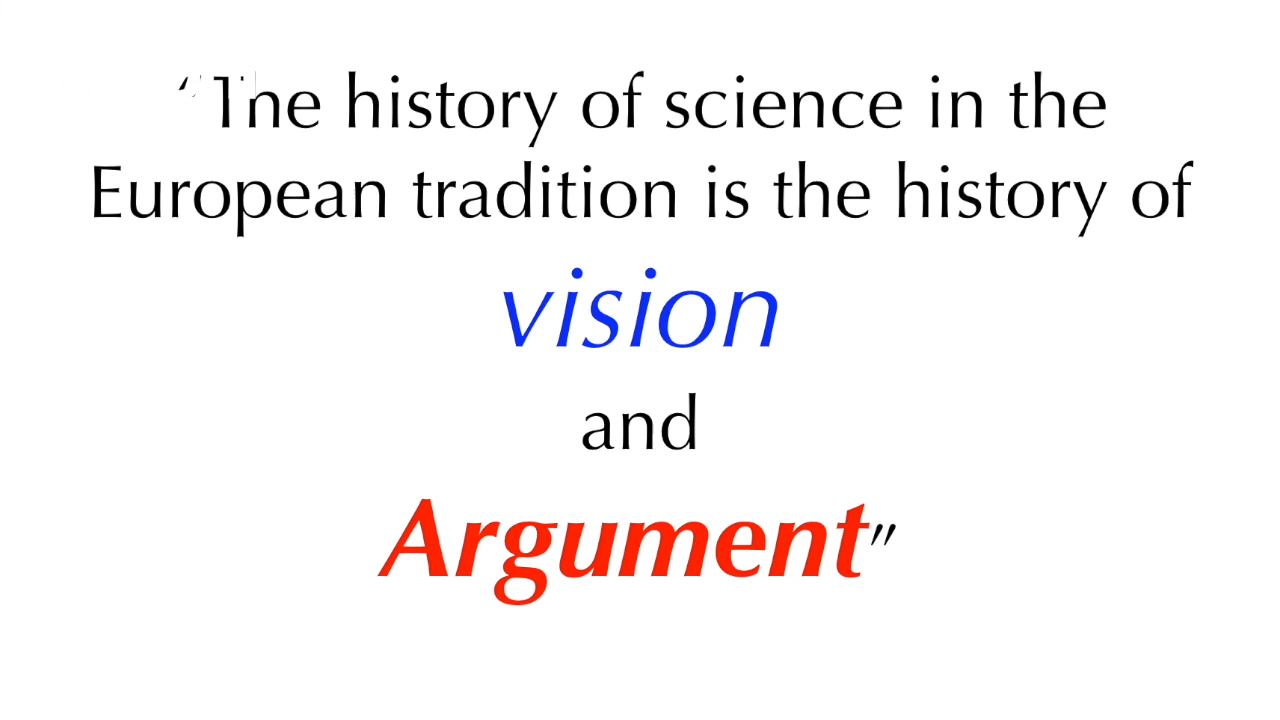 “The history of science in the
European tradition is the history of
vision
and
Argument”